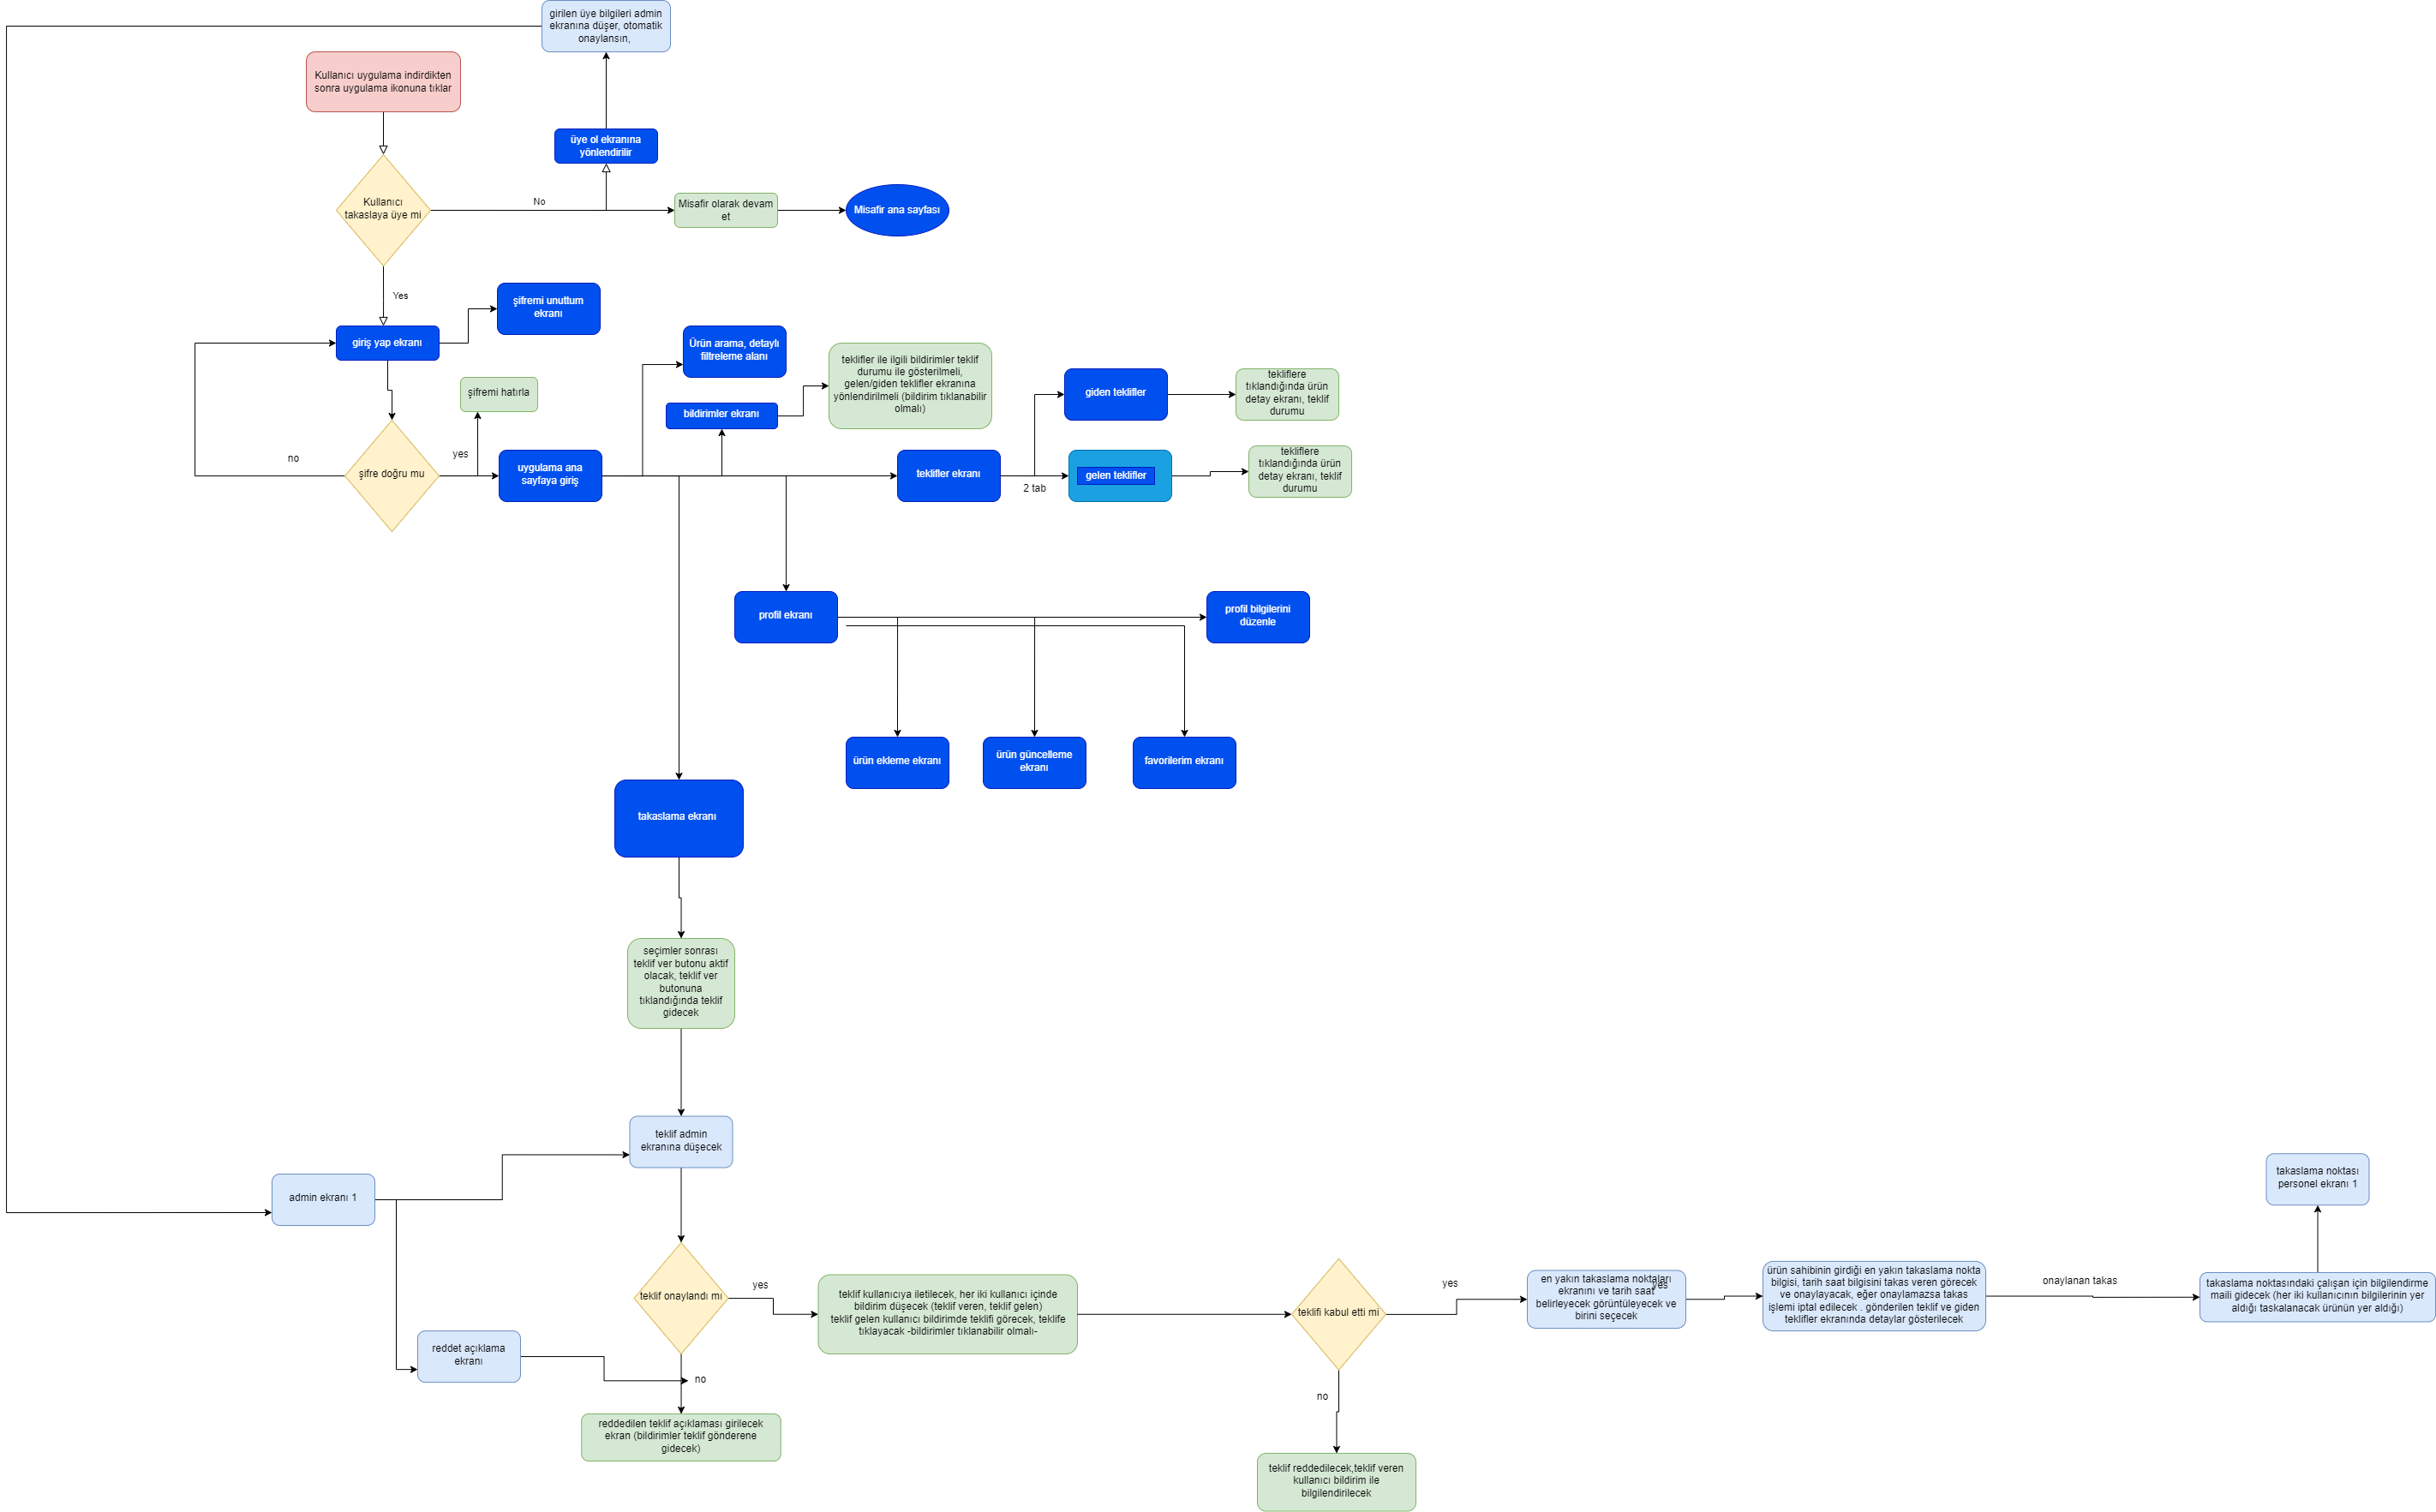 girilen üye bilgileri admin
ekranına düşer, otomatik
onaylansın,
Kullanıcı uygulama indirdikten
sonra uygulama ikonuna tıklar
üye ol ekranına
yönlendirilir
Kullanıcı
takaslaya üye mi
No
Misafir olarak devam
et
Misafir ana sayfası
Yes
şifremi unuttum
ekranı
giriş yap ekranı
Ürün arama, detaylı
filtreleme alanı
teklifler ile ilgili bildirimler teklif
durumu ile gösterilmeli,
gelen/giden teklifler ekranına
yönlendirilmeli (bildirim tıklanabilir
olmalı)
giden teklifler
tekliflere
tıklandığında ürün
detay ekranı, teklif
durumu
şifremi hatırla
bildirimler ekranı
no
şifre doğru mu
yes
uygulama ana
sayfaya giriş
teklifler ekranı
2 tab
gelen teklifler
tekliflere
tıklandığında ürün
detay ekranı, teklif
durumu
profil ekranı
profil bilgilerini
düzenle
ürün ekleme ekranı
ürün güncelleme
ekranı
favorilerim ekranı
takaslama ekranı
seçimler sonrası
teklif ver butonu aktif
olacak, teklif ver
butonuna
tıklandığında teklif
gidecek
teklif admin
ekranına düşecek
admin ekranı 1
takaslama noktası
personel ekranı 1
teklif onaylandı mı
yes
teklif kullanıcıya iletilecek, her iki kullanıcı içinde
bildirim düşecek (teklif veren, teklif gelen)
teklif gelen kullanıcı bildirimde teklifi görecek, teklife
tıklayacak -bildirimler tıklanabilir olmalı-
teklifi kabul etti mi
yes
en yakın takaslama noktaları
ekranını ve tarih saat
belirleyecek görüntüleyecek ve
birini seçecek
yes
ürün sahibinin girdiği en yakın takaslama nokta
bilgisi, tarih saat bilgisini takas veren görecek
ve onaylayacak, eğer onaylamazsa takas
işlemi iptal edilecek . gönderilen teklif ve giden
teklifler ekranında detaylar gösterilecek
onaylanan takas
takaslama noktasındaki çalışan için bilgilendirme
maili gidecek (her iki kullanıcının bilgilerinin yer
aldığı taskalanacak ürünün yer aldığı)
reddet açıklama
ekranı
no
reddedilen teklif açıklaması girilecek
ekran (bildirimler teklif gönderene
gidecek)
no
teklif reddedilecek,teklif veren
kullanıcı bildirim ile
bilgilendirilecek